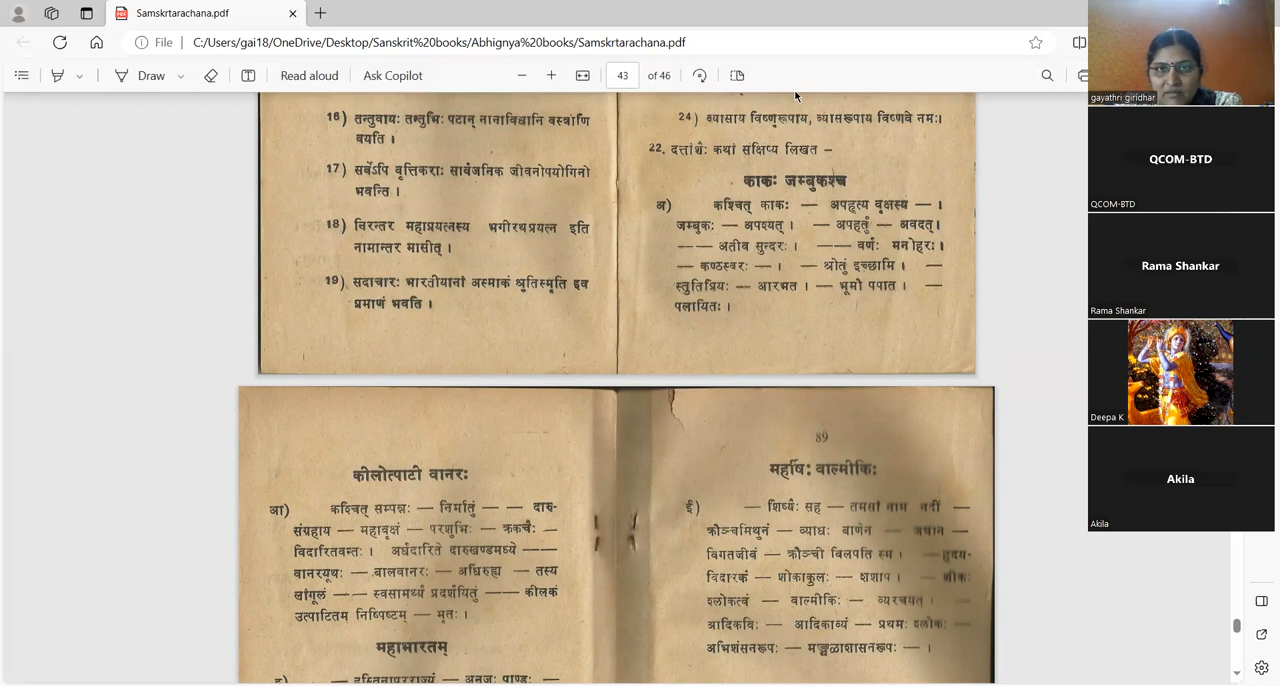 Samskrtarachana.pdf
File
C:/Users/gai18/OneDrive/Desktop/Sanskrit%20books/Abhignya%20books/Samskrtarachana.pdf
Draw
Read aloud
Ask Copilot
43 of 46
16) तन्तुवायः तन्तुभिः पटान् नानाविधानि वस्त्राणि
वयति ।
17) सर्वेऽपि वृत्तिकराः सार्वजनिक जीवनोपयोगिनो
भवन्ति ।
18) विरन्तर महाप्रयत्नस्य भगीरथप्रयत्न इति
नामान्तर मासीत् ।
19) सदाचारः भारतीयानां अस्माकं श्रुतिस्मृति इव
प्रमाणं भवति ।
24) व्यासाय विष्णुरूपाय, व्यासरूपाय विष्णवे नमः।
22. दत्तांशैः कथां संक्षिप्य लिखत –
काकः जम्बुकश्च
अ) कश्चित् काकः — अपहृत्य वृक्षस्य — ।
जम्बुकः — अपश्यत् । — अपहर्तुं — अवदत्।
—— अतीव सुन्दरः । —— वर्णः मनोहरः।
— कण्ठस्वरः — । — श्रोतुं इच्छामि । —
स्तुतिप्रियः — आरभत । — भूमौ पपात । —
पलायितः ।
कीलोत्पाटी वानरः
आ) कश्चित् सम्पन्नः — निर्मातुं — — दारु-
संग्रहाय — महावृक्षं — परशुभिः — क्रकचैः —
विदारितवन्तः । अर्धदारिते दारुखण्डमध्ये ——
वानरयूथः — बालवानरः — अधिरुह्य — तस्य
लांगूलं —— स्वसामर्थ्यं प्रदर्शयितुं —— कीलकं
उत्पाटितम् निष्पिष्टम् — मृतः ।
महाभारतम्
89
महर्षिः वाल्मीकिः
ई) — शिष्यैः सह — तमसां नाम नदीं —
क्रौञ्चमिथुनं — व्याधः बाणेन — जघान —
विगतजीवं — क्रौञ्ची विलपति स्म । — हृदय-
विदारकं — शोकाकुलः — शशाप । — शोकः
श्लोकत्वं — वाल्मीकिः — व्यरचयत् । —
आदिकविः — आदिकाव्यं — प्रथमः श्लोकः —
अभिशंसनरूपः — मङ्गळाशासनरूपः — ।
gayathri giridhar
QCOM-BTD
QCOM-BTD
Rama Shankar
Rama Shankar
Deepa K
Akila
Akila